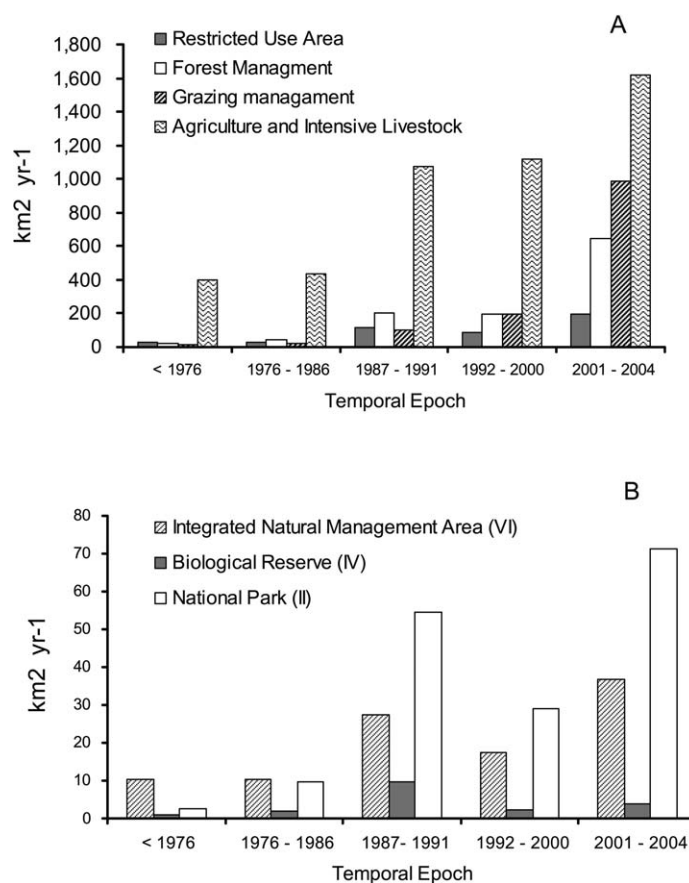 A
1,800
1,600
1,400
1,200
1,000
800
600
400
200
0
km2 yr-1
Restricted Use Area
Forest Managment
Grazing managament
Agriculture and Intensive Livestock
< 1976
1976 - 1986
1987 - 1991
1992 - 2000
2001 - 2004
Temporal Epoch
B
80
70
60
50
40
30
20
10
0
km2 yr-1
Integrated Natural Management Area (VI)
Biological Reserve (IV)
National Park (II)
< 1976
1976 - 1986
1987- 1991
1992 - 2000
2001 - 2004
Temporal Epoch